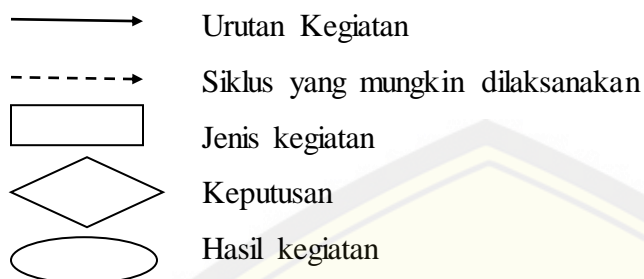 Urutan Kegiatan
Siklus yang mungkin dilaksanakan
Jenis kegiatan
Keputusan
Hasil kegiatan